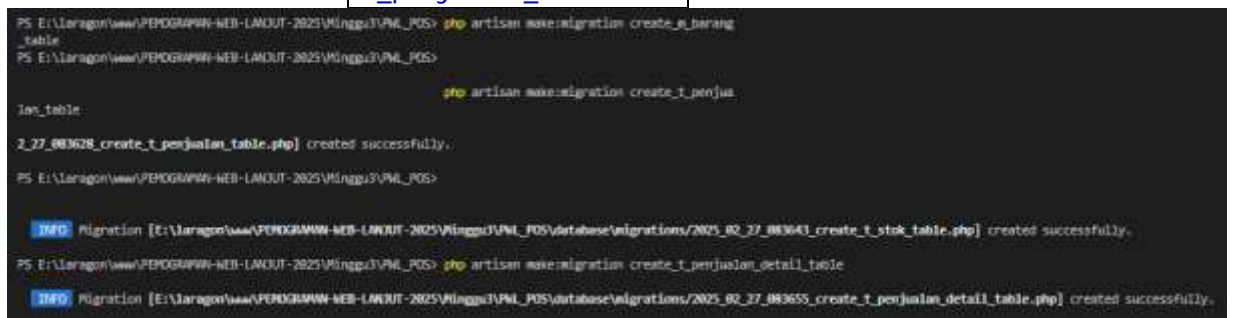 PS E:\laragon\www\PEMOGRAMAN-WEB-LANJUT-2025\Minggu3\PWL_POS> php artisan make:migration create_m_barang
_table
PS E:\laragon\www\PEMOGRAMAN-WEB-LANJUT-2025\Minggu3\PWL_POS>
php artisan make:migration create_t_penjua
lan_table
2_27_083628_create_t_penjualan_table.php] created successfully.
PS E:\laragon\www\PEMOGRAMAN-WEB-LANJUT-2025\Minggu3\PWL_POS>
INFO Migration [E:\laragon\www\PEMOGRAMAN-WEB-LANJUT-2025\Minggu3\PWL_POS\database\migrations/2025_02_27_083643_create_t_stok_table.php] created successfully.
PS E:\laragon\www\PEMOGRAMAN-WEB-LANJUT-2025\Minggu3\PWL_POS> php artisan make:migration create_t_penjualan_detail_table
INFO Migration [E:\laragon\www\PEMOGRAMAN-WEB-LANJUT-2025\Minggu3\PWL_POS\database\migrations/2025_02_27_083655_create_t_penjualan_detail_table.php] created successfully.